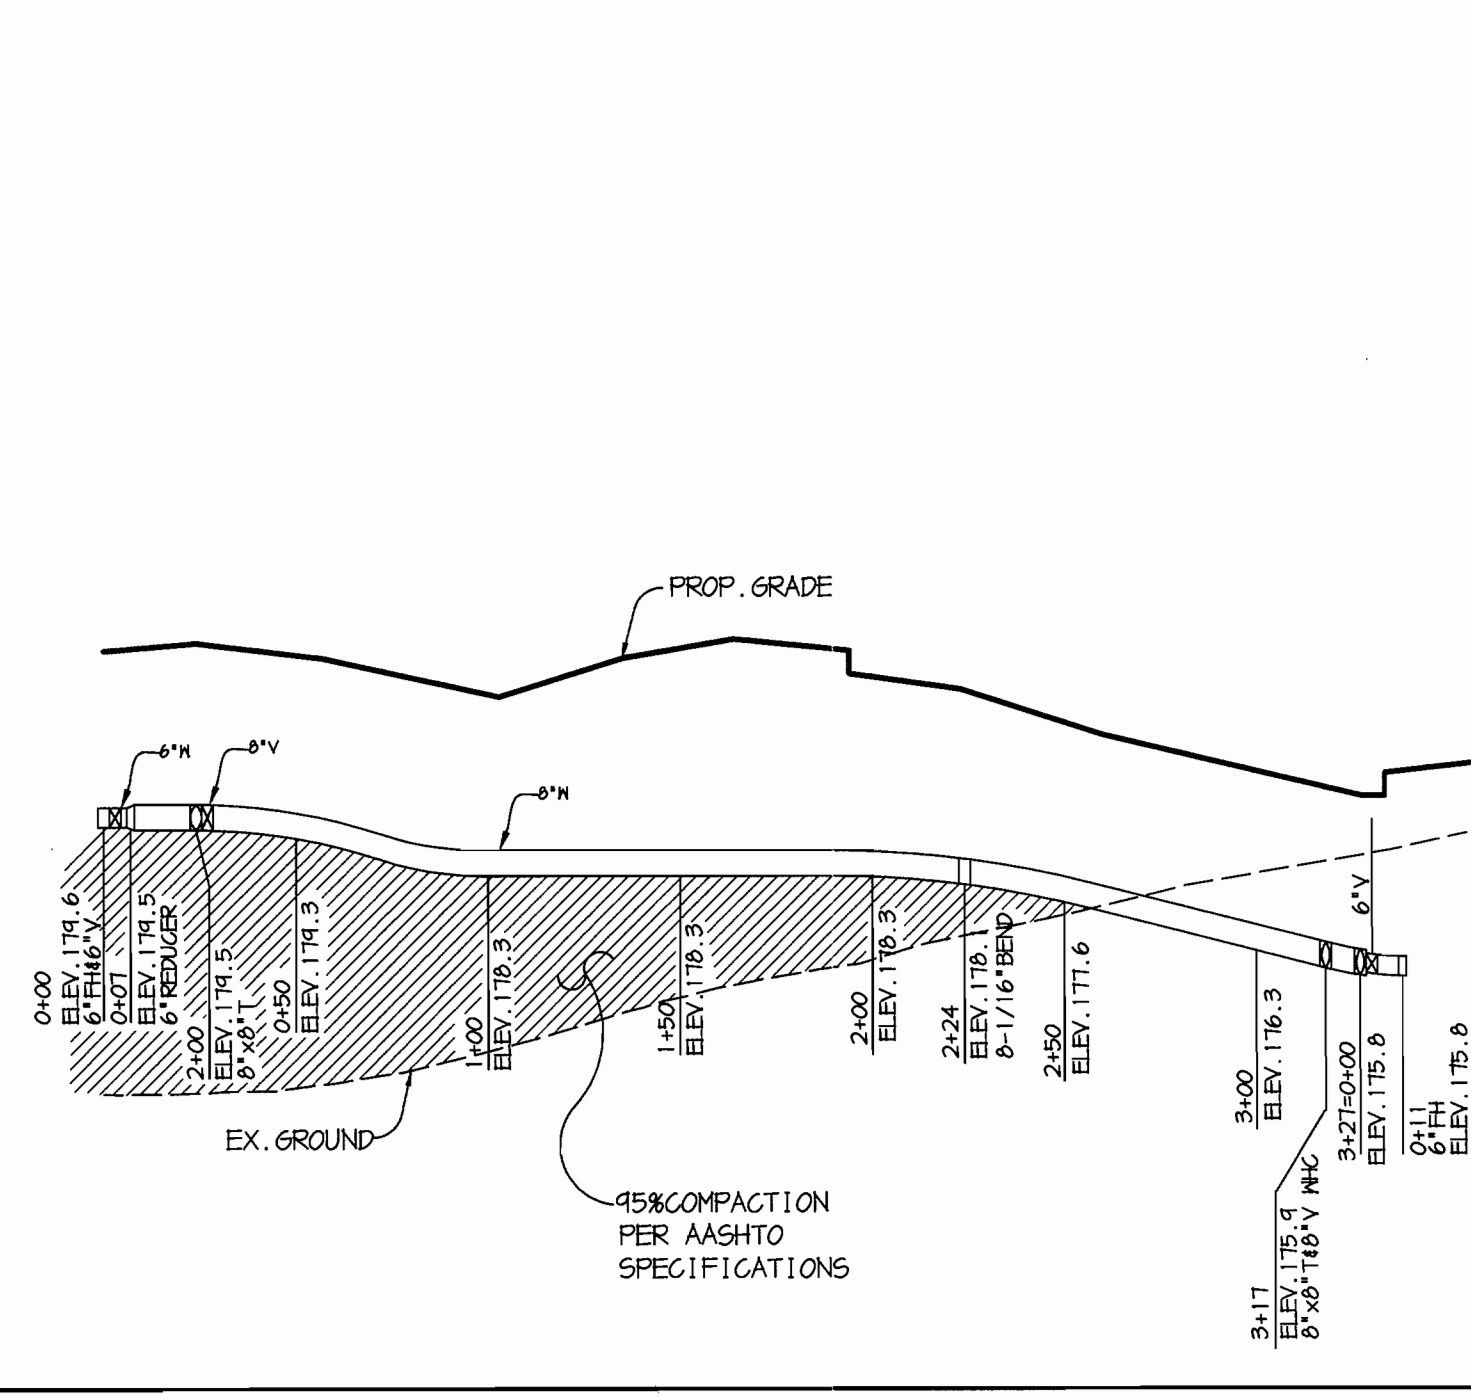 PROP. GRADE
6"W
8"V
8"W
0+00
ELEV. 179.6
6"FH&6"V
0+07
ELEV. 179.5
6"REDUCER
2+00
ELEV. 179.5
8"x8"T
0+50
ELEV. 179.3
1+00
ELEV. 178.3
1+50
ELEV. 178.3
2+00
ELEV. 178.3
2+24
ELEV. 178.1
8-1/16"BEND
2+50
ELEV. 177.6
3+00
ELEV. 176.3
3+17
ELEV. 175.9
8"x8"T&8"V WHC
6"V
3+27=0+00
ELEV. 175.8
0+11
6"FH
ELEV. 175.8
EX. GROUND
95%COMPACTION
PER AASHTO
SPECIFICATIONS